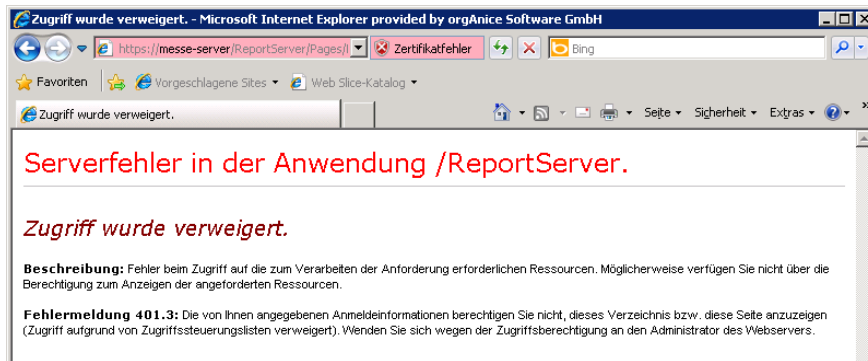 Zugriff wurde verweigert. - Microsoft Internet Explorer provided by orgAnice Software GmbH
https://messe-server/ReportServer/Pages/ Zertifikatfehler Bing
Favoriten Vorgeschlagene Sites Web Slice-Katalog
Zugriff wurde verweigert. Seite Sicherheit Extras »
Serverfehler in der Anwendung /ReportServer.
Zugriff wurde verweigert.
Beschreibung: Fehler beim Zugriff auf die zum Verarbeiten der Anforderung erforderlichen Ressourcen. Möglicherweise verfügen Sie nicht über die
Berechtigung zum Anzeigen der angeforderten Ressourcen.
Fehlermeldung 401.3: Die von Ihnen angegebenen Anmeldeinformationen berechtigen Sie nicht, dieses Verzeichnis bzw. diese Seite anzuzeigen
(Zugriff aufgrund von Zugriffssteuerungslisten verweigert). Wenden Sie sich wegen der Zugriffsberechtigung an den Administrator des Webservers.